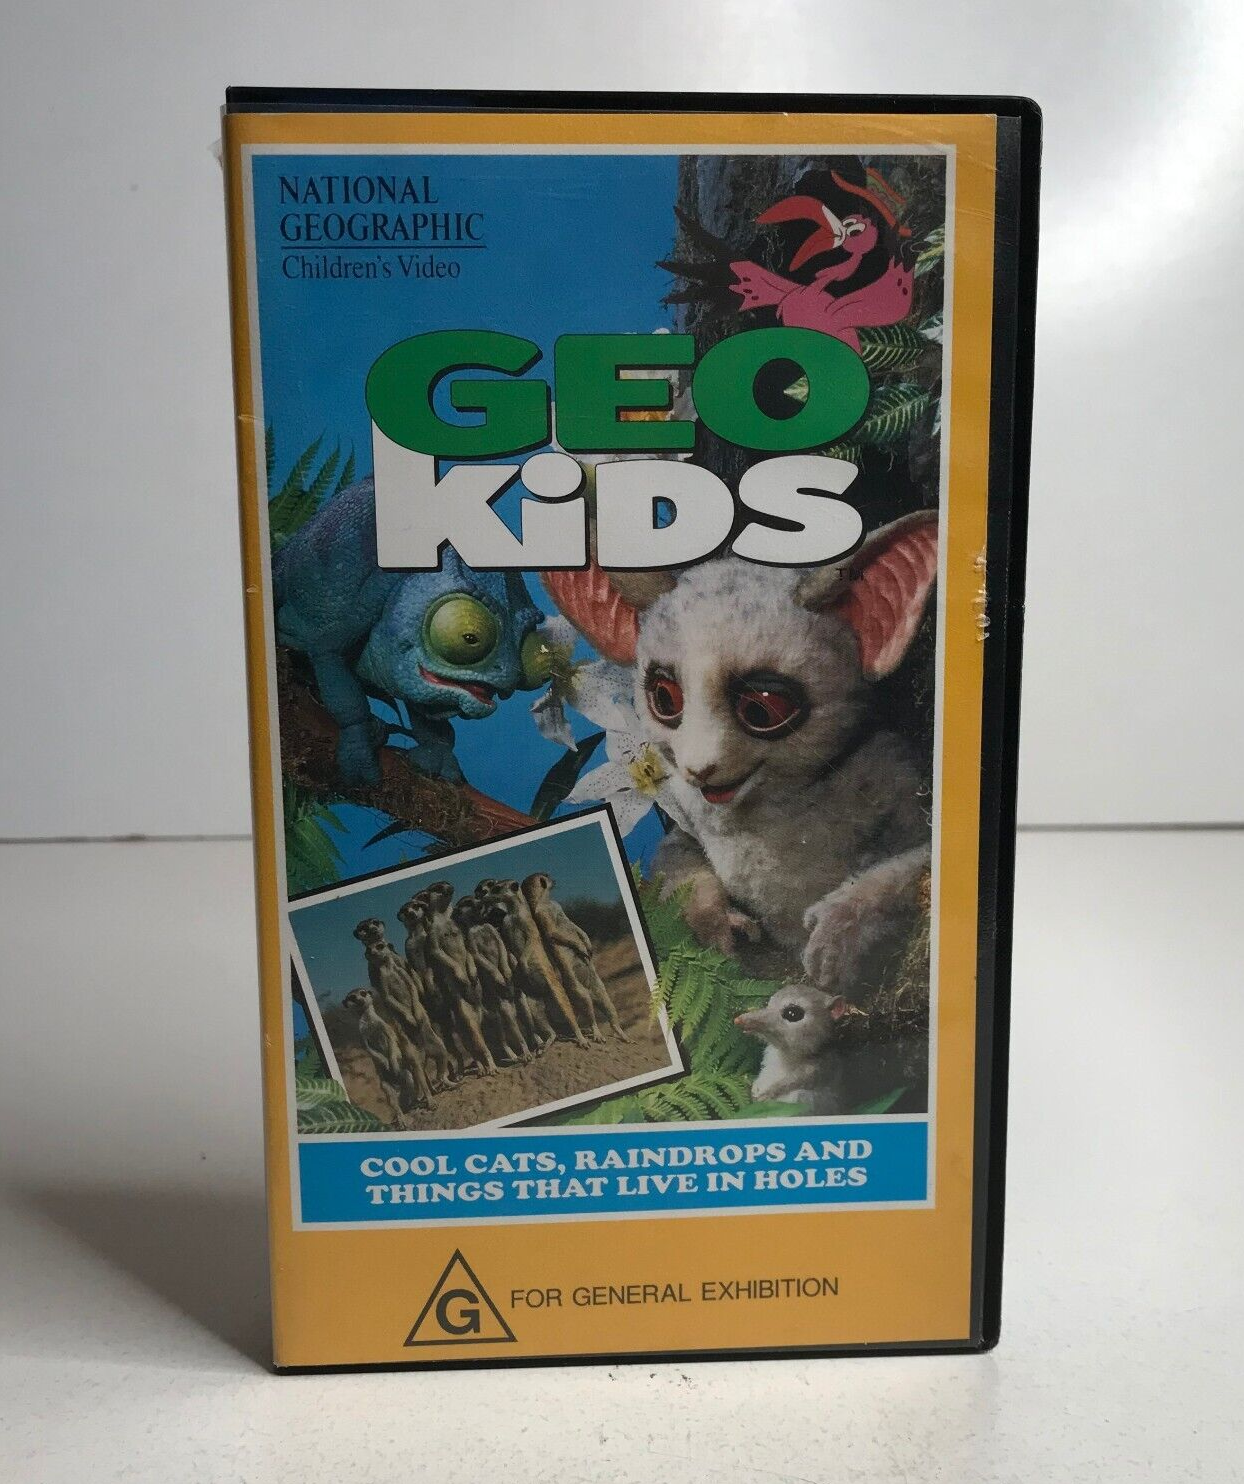 NATIONAL
GEOGRAPHIC
Children's Video
GEO
KiDS
TM
COOL CATS, RAINDROPS AND
THINGS THAT LIVE IN HOLES
G FOR GENERAL EXHIBITION